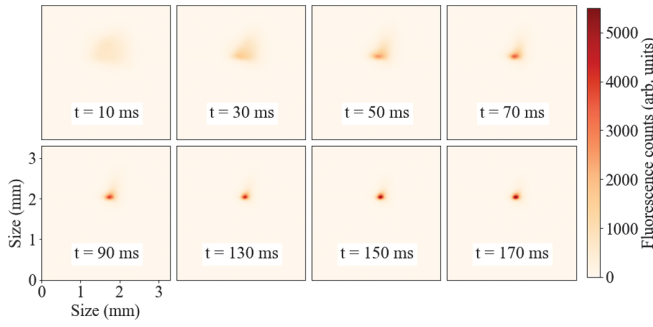 t = 10 ms
t = 30 ms
t = 50 ms
t = 70 ms
t = 90 ms
t = 130 ms
t = 150 ms
t = 170 ms
Size (mm)
3
2
1
0
0
1
2
3
Size (mm)
5000
4000
3000
2000
1000
0
Fluorescence counts (arb. units)